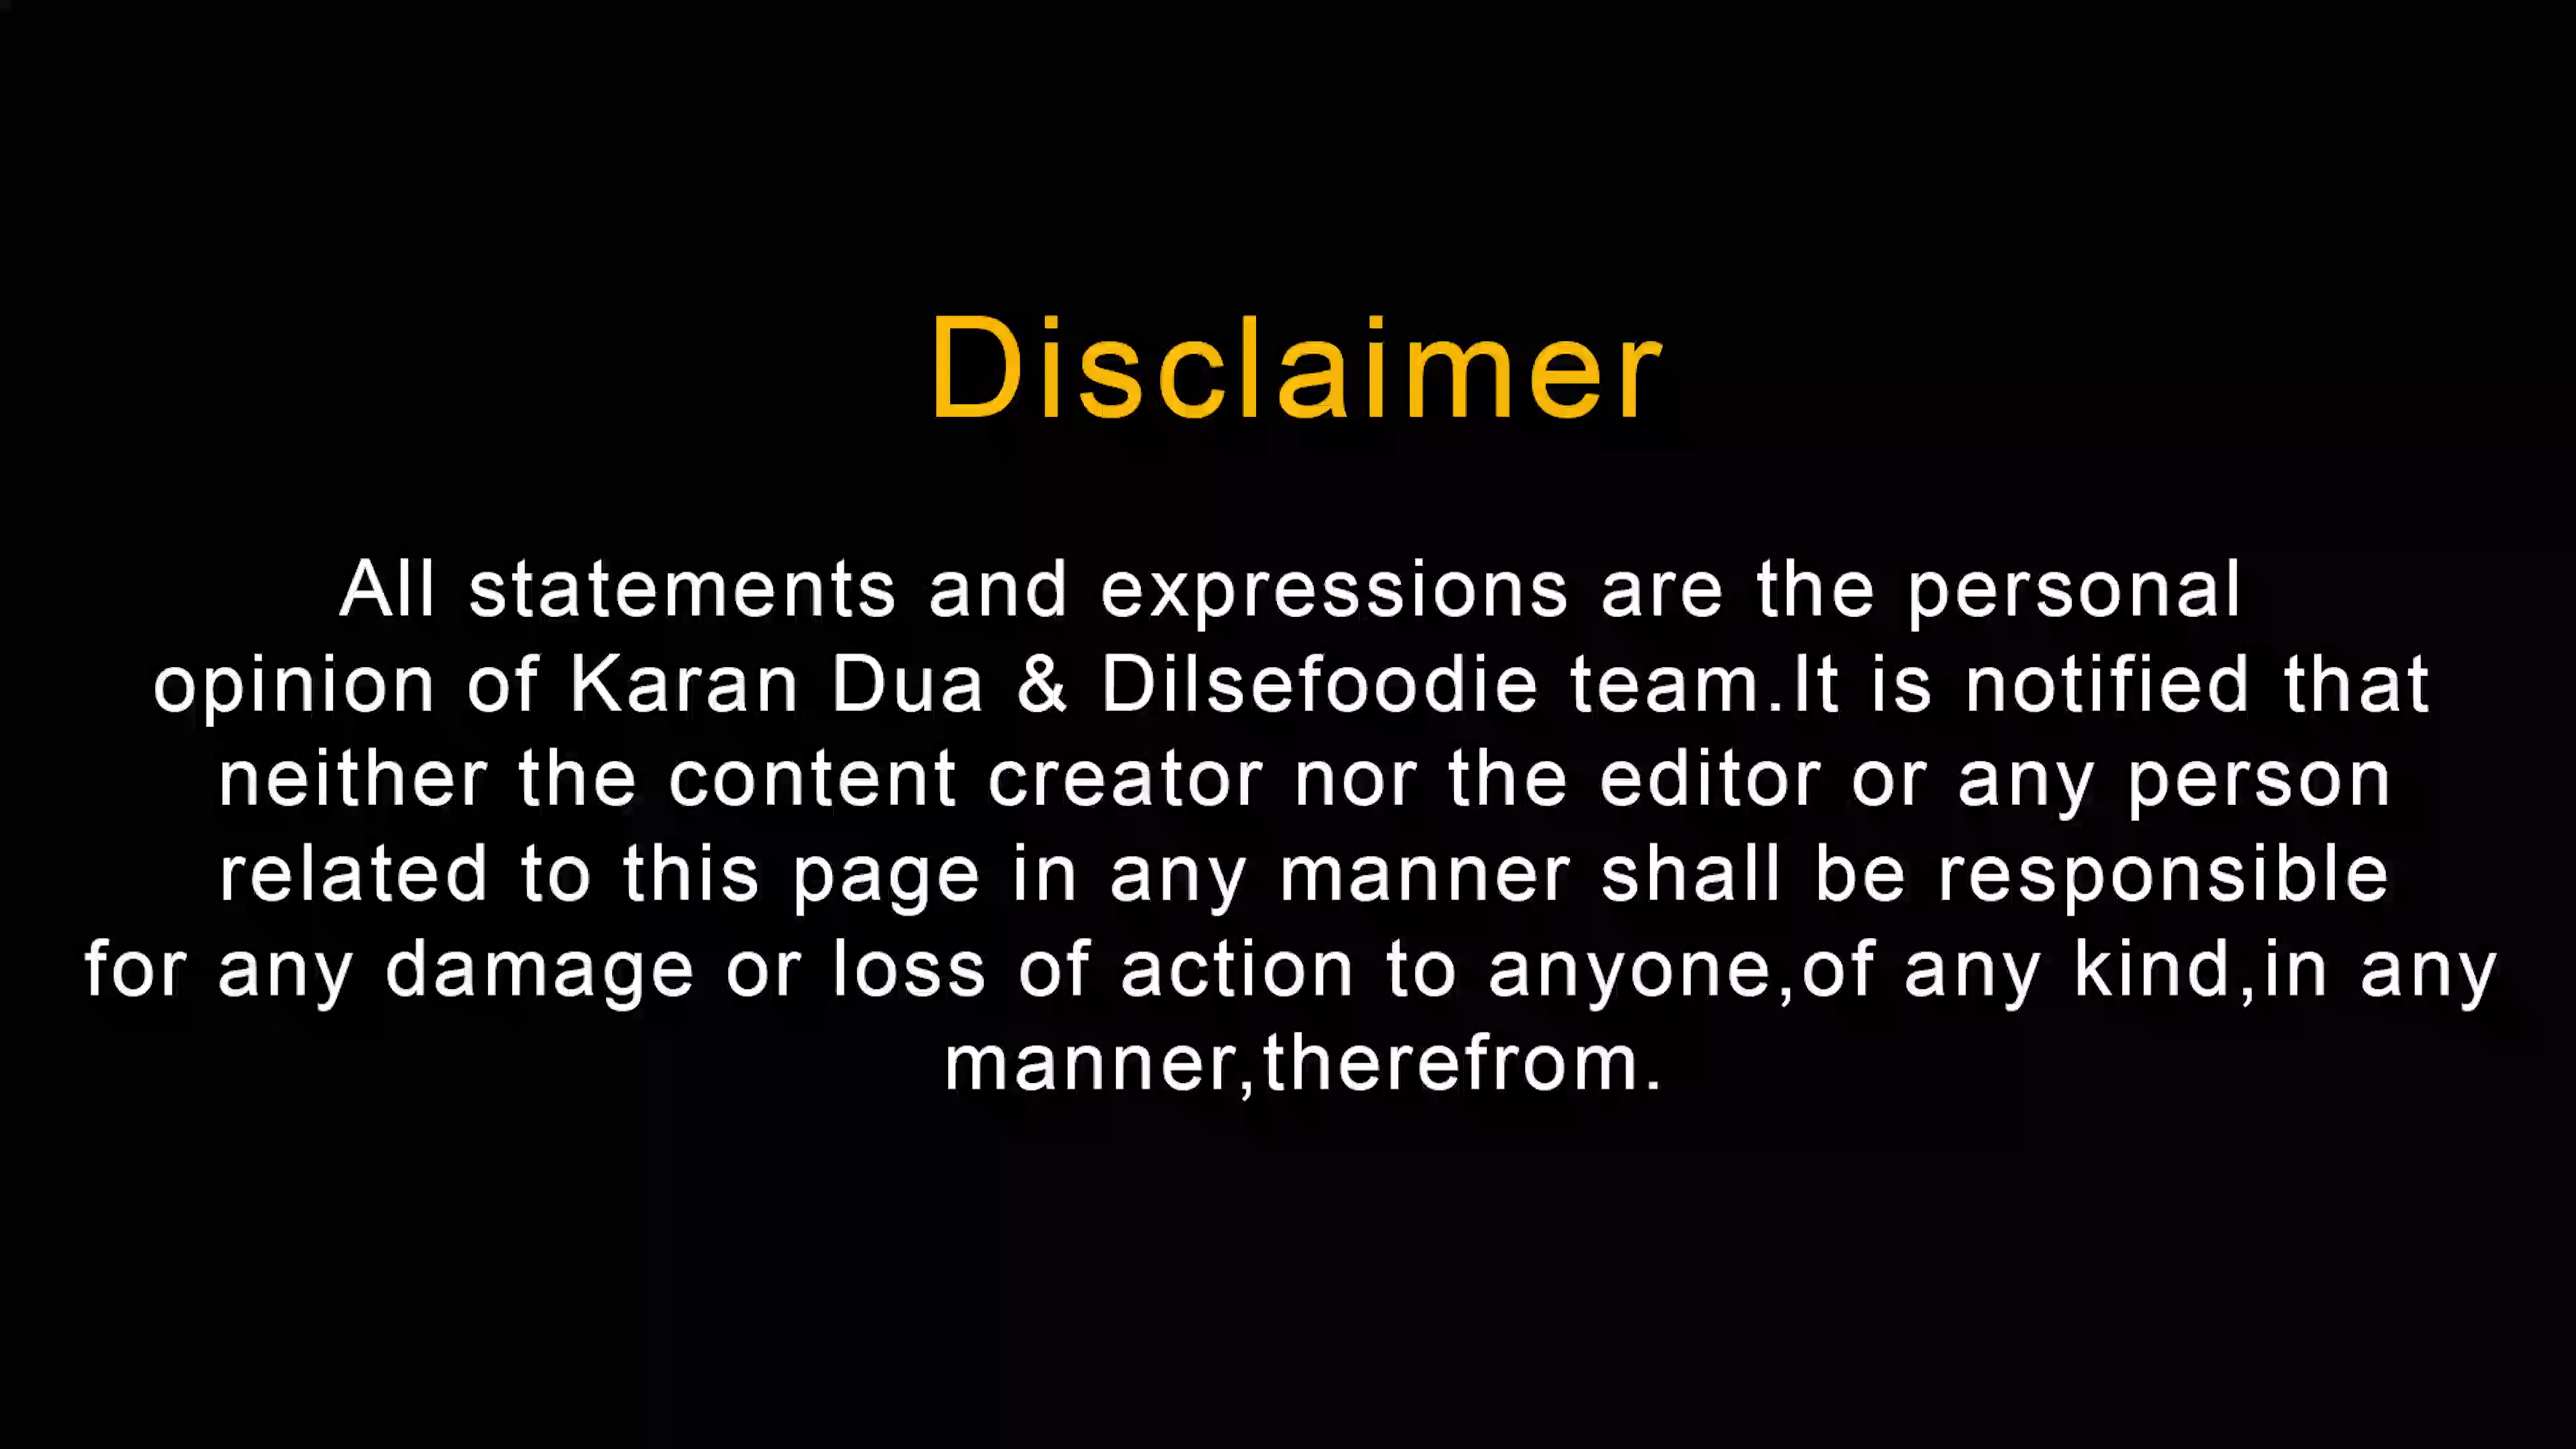 Disclaimer
All statements and expressions are the personal
opinion of Karan Dua & Dilsefoodie team.It is notified that
neither the content creator nor the editor or any person
related to this page in any manner shall be responsible
for any damage or loss of action to anyone,of any kind,in any
manner,therefrom.